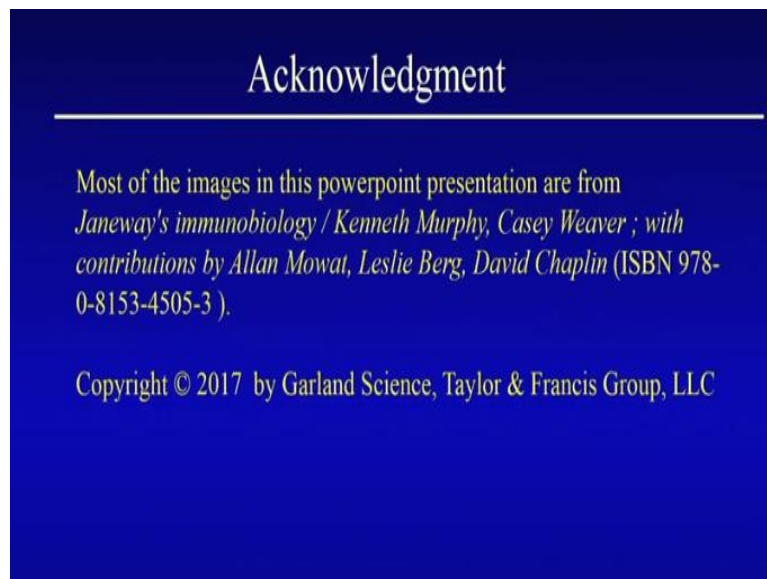 Acknowledgment
Most of the images in this powerpoint presentation are from
Janeway's immunobiology / Kenneth Murphy, Casey Weaver ; with
contributions by Allan Mowat, Leslie Berg, David Chaplin (ISBN 978-
0-8153-4505-3 ).
Copyright © 2017  by Garland Science, Taylor & Francis Group, LLC